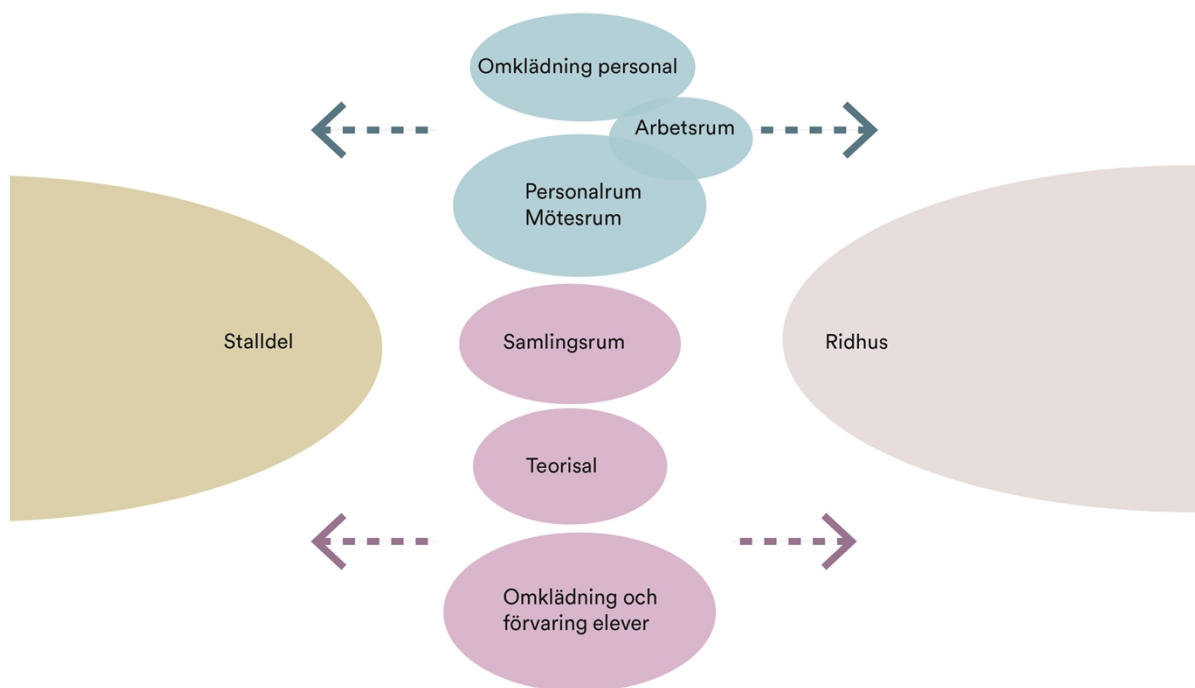 Omklädning personal
Arbetsrum
Personalrum
Mötesrum
Stalldel
Samlingsrum
Ridhus
Teorisal
Omklädning och
förvaring elever